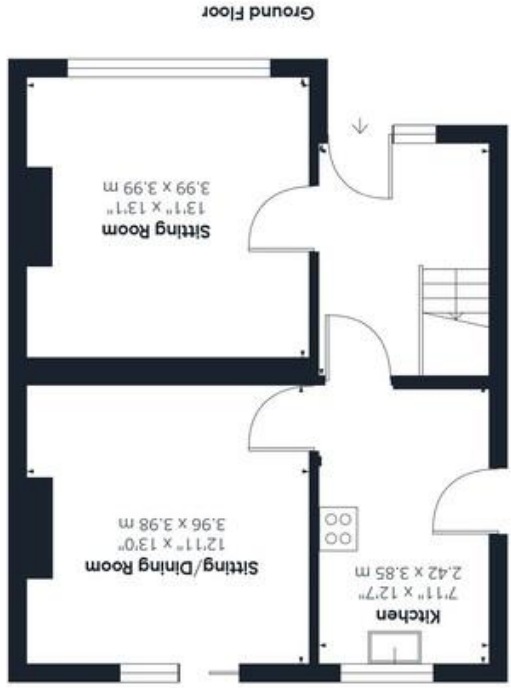 Kitchen
7'11" x 12'7"
2.42 x 3.85 m
Sitting/Dining Room
12'11" x 13'0"
3.96 x 3.98 m
Sitting Room
13'1" x 13'1"
3.99 x 3.99 m
Ground Floor